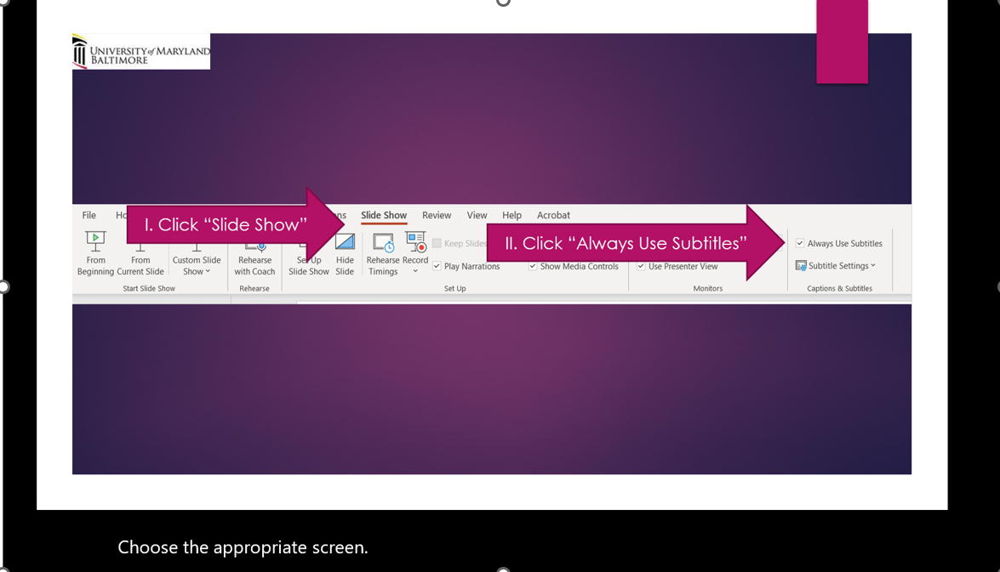 UNIVERSITY of MARYLAND
BALTIMORE
File Slide Show Review View Help Acrobat
I. Click “Slide Show”
II. Click “Always Use Subtitles”
From Beginning
From Current Slide
Custom Slide Show
Rehearse with Coach
Set Up Slide Show
Hide Slide
Rehearse Timings
Record
Keep Slides
Play Narrations
Show Media Controls
Use Presenter View
Always Use Subtitles
Subtitle Settings
Start Slide Show
Rehearse
Set Up
Monitors
Captions & Subtitles
Choose the appropriate screen.